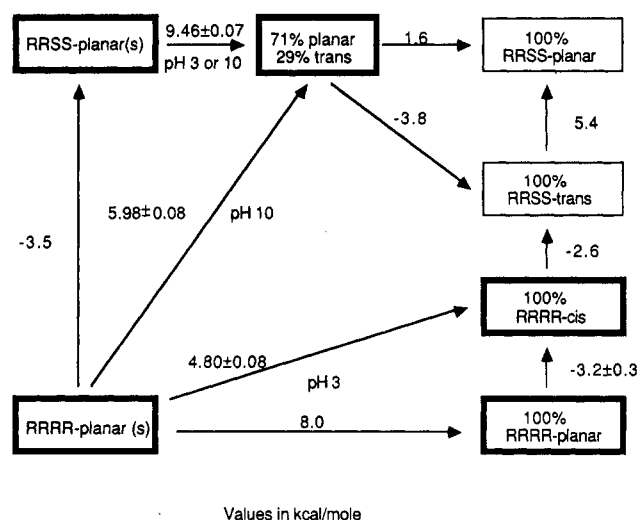 RRSS-planar(s)
9.46±0.07
pH 3 or 10
71% planar
29% trans
1.6
100%
RRSS-planar
-3.8
5.4
100%
RRSS-trans
5.98±0.08
pH 10
-3.5
-2.6
100%
RRRR-cis
4.80±0.08
pH 3
-3.2±0.3
RRRR-planar (s)
8.0
100%
RRRR-planar
Values in kcal/mole